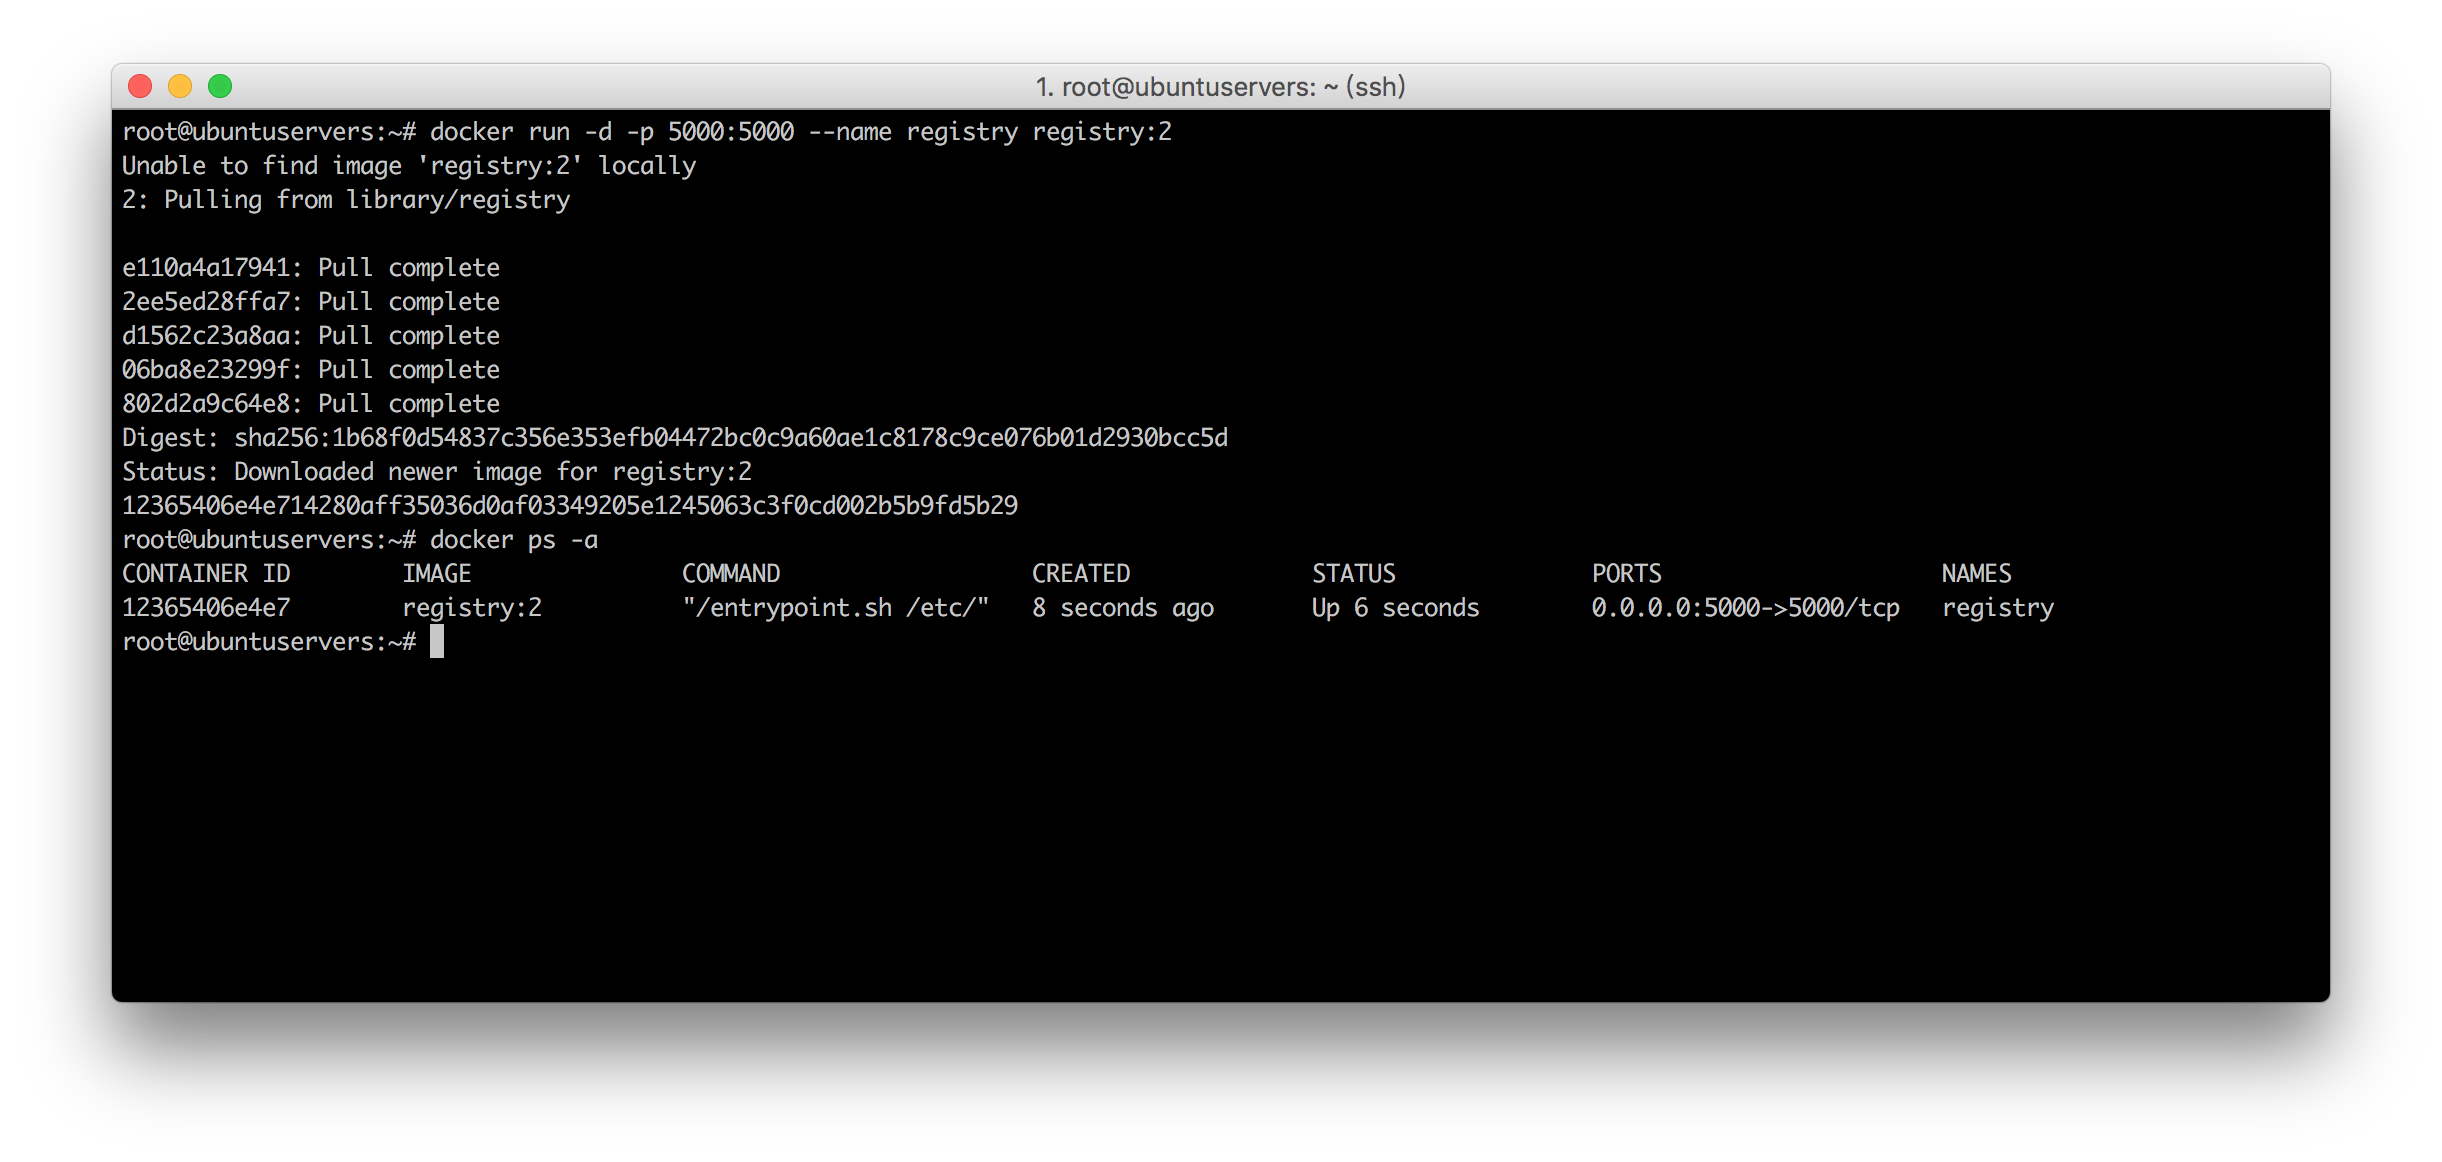 1. root@ubuntuservers: ~ (ssh)
root@ubuntuservers:~# docker run -d -p 5000:5000 --name registry registry:2
Unable to find image 'registry:2' locally
2: Pulling from library/registry
e110a4a17941: Pull complete
2ee5ed28ffa7: Pull complete
d1562c23a8aa: Pull complete
06ba8e23299f: Pull complete
802d2a9c64e8: Pull complete
Digest: sha256:1b68f0d54837c356e353efb04472bc0c9a60ae1c8178c9ce076b01d2930bcc5d
Status: Downloaded newer image for registry:2
12365406e4e714280aff35036d0af03349205e1245063c3f0cd002b5b9fd5b29
root@ubuntuservers:~# docker ps -a
CONTAINER ID        IMAGE               COMMAND                  CREATED             STATUS              PORTS                    NAMES
12365406e4e7        registry:2          "/entrypoint.sh /etc/"   8 seconds ago       Up 6 seconds        0.0.0.0:5000->5000/tcp   registry
root@ubuntuservers:~#